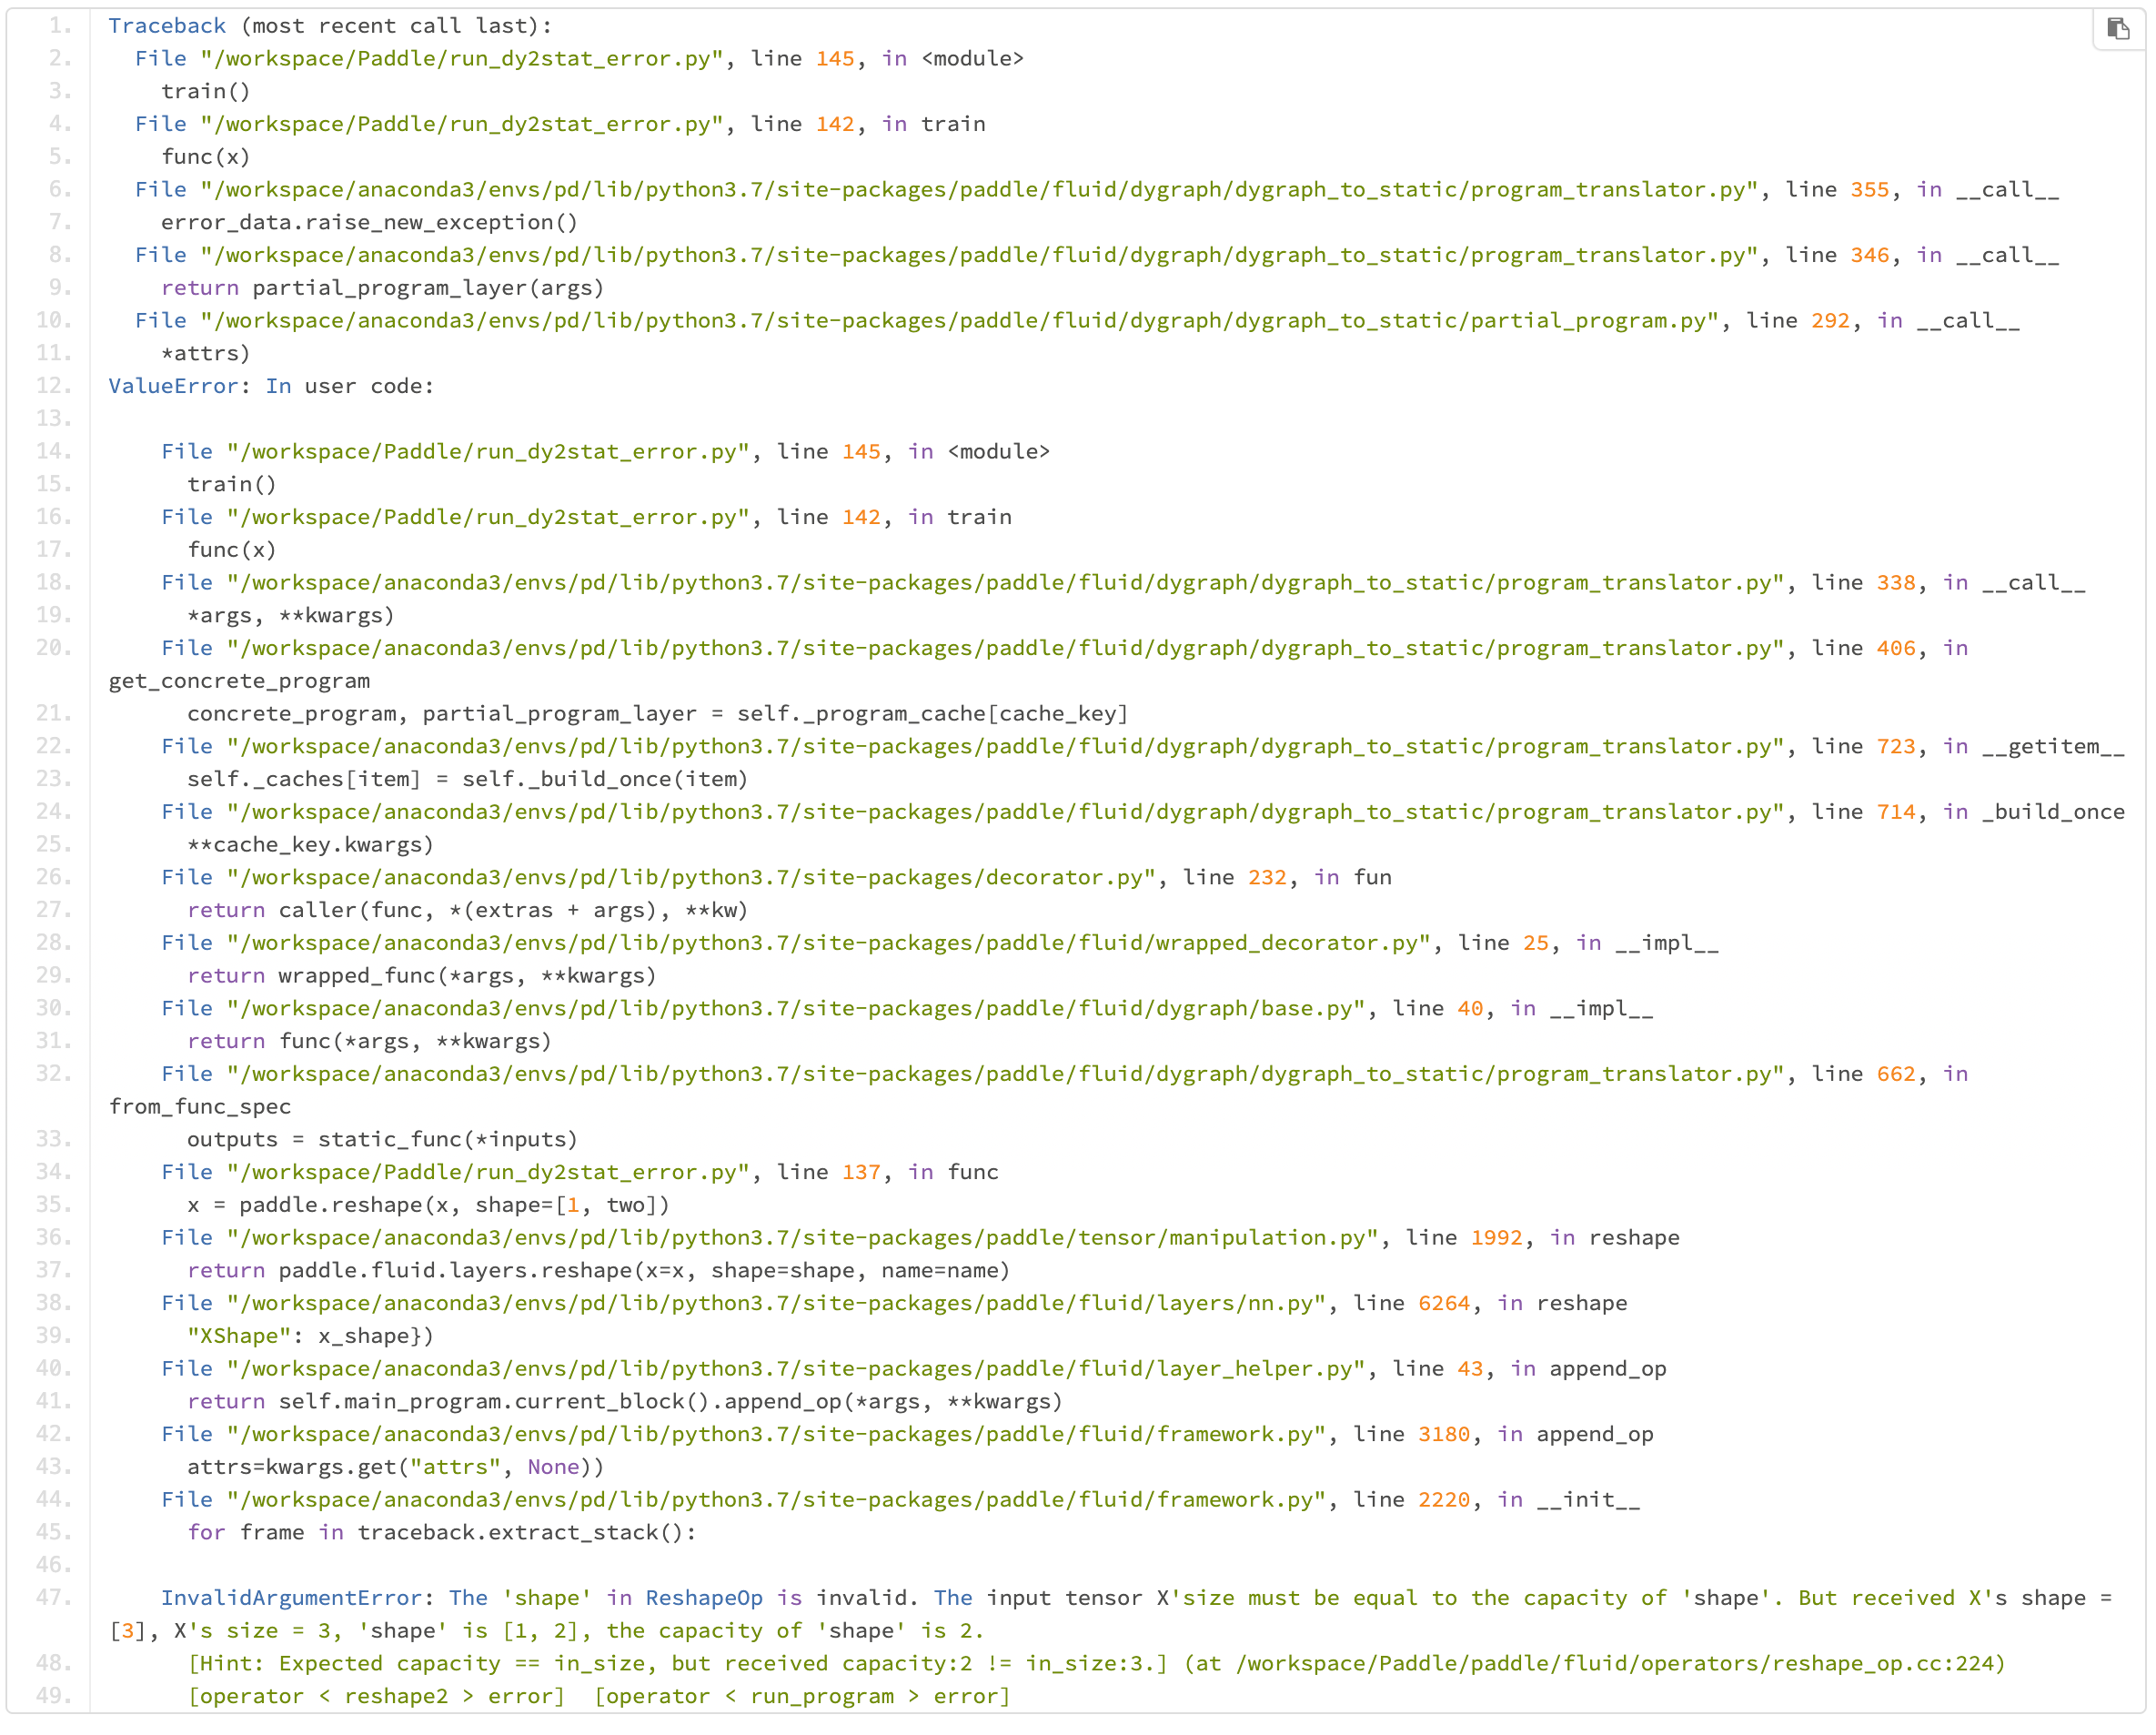 1. Traceback (most recent call last):
2.   File "/workspace/Paddle/run_dy2stat_error.py", line 145, in <module>
3.     train()
4.   File "/workspace/Paddle/run_dy2stat_error.py", line 142, in train
5.     func(x)
6.   File "/workspace/anaconda3/envs/pd/lib/python3.7/site-packages/paddle/fluid/dygraph/dygraph_to_static/program_translator.py", line 355, in __call__
7.     error_data.raise_new_exception()
8.   File "/workspace/anaconda3/envs/pd/lib/python3.7/site-packages/paddle/fluid/dygraph/dygraph_to_static/program_translator.py", line 346, in __call__
9.     return partial_program_layer(args)
10.   File "/workspace/anaconda3/envs/pd/lib/python3.7/site-packages/paddle/fluid/dygraph/dygraph_to_static/partial_program.py", line 292, in __call__
11.     *attrs)
12. ValueError: In user code:
13.
14.     File "/workspace/Paddle/run_dy2stat_error.py", line 145, in <module>
15.       train()
16.     File "/workspace/Paddle/run_dy2stat_error.py", line 142, in train
17.       func(x)
18.     File "/workspace/anaconda3/envs/pd/lib/python3.7/site-packages/paddle/fluid/dygraph/dygraph_to_static/program_translator.py", line 338, in __call__
19.       *args, **kwargs)
20.     File "/workspace/anaconda3/envs/pd/lib/python3.7/site-packages/paddle/fluid/dygraph/dygraph_to_static/program_translator.py", line 406, in
get_concrete_program
21.       concrete_program, partial_program_layer = self._program_cache[cache_key]
22.     File "/workspace/anaconda3/envs/pd/lib/python3.7/site-packages/paddle/fluid/dygraph/dygraph_to_static/program_translator.py", line 723, in __getitem__
23.       self._caches[item] = self._build_once(item)
24.     File "/workspace/anaconda3/envs/pd/lib/python3.7/site-packages/paddle/fluid/dygraph/dygraph_to_static/program_translator.py", line 714, in _build_once
25.       **cache_key.kwargs)
26.     File "/workspace/anaconda3/envs/pd/lib/python3.7/site-packages/decorator.py", line 232, in fun
27.       return caller(func, *(extras + args), **kw)
28.     File "/workspace/anaconda3/envs/pd/lib/python3.7/site-packages/paddle/fluid/wrapped_decorator.py", line 25, in __impl__
29.       return wrapped_func(*args, **kwargs)
30.     File "/workspace/anaconda3/envs/pd/lib/python3.7/site-packages/paddle/fluid/dygraph/base.py", line 40, in __impl__
31.       return func(*args, **kwargs)
32.     File "/workspace/anaconda3/envs/pd/lib/python3.7/site-packages/paddle/fluid/dygraph/dygraph_to_static/program_translator.py", line 662, in
from_func_spec
33.       outputs = static_func(*inputs)
34.     File "/workspace/Paddle/run_dy2stat_error.py", line 137, in func
35.       x = paddle.reshape(x, shape=[1, two])
36.     File "/workspace/anaconda3/envs/pd/lib/python3.7/site-packages/paddle/tensor/manipulation.py", line 1992, in reshape
37.       return paddle.fluid.layers.reshape(x=x, shape=shape, name=name)
38.     File "/workspace/anaconda3/envs/pd/lib/python3.7/site-packages/paddle/fluid/layers/nn.py", line 6264, in reshape
39.       "XShape": x_shape})
40.     File "/workspace/anaconda3/envs/pd/lib/python3.7/site-packages/paddle/fluid/layer_helper.py", line 43, in append_op
41.       return self.main_program.current_block().append_op(*args, **kwargs)
42.     File "/workspace/anaconda3/envs/pd/lib/python3.7/site-packages/paddle/fluid/framework.py", line 3180, in append_op
43.       attrs=kwargs.get("attrs", None))
44.     File "/workspace/anaconda3/envs/pd/lib/python3.7/site-packages/paddle/fluid/framework.py", line 2220, in __init__
45.       for frame in traceback.extract_stack():
46.
47.     InvalidArgumentError: The 'shape' in ReshapeOp is invalid. The input tensor X'size must be equal to the capacity of 'shape'. But received X's shape =
[3], X's size = 3, 'shape' is [1, 2], the capacity of 'shape' is 2.
48.       [Hint: Expected capacity == in_size, but received capacity:2 != in_size:3.] (at /workspace/Paddle/paddle/fluid/operators/reshape_op.cc:224)
49.       [operator < reshape2 > error]  [operator < run_program > error]